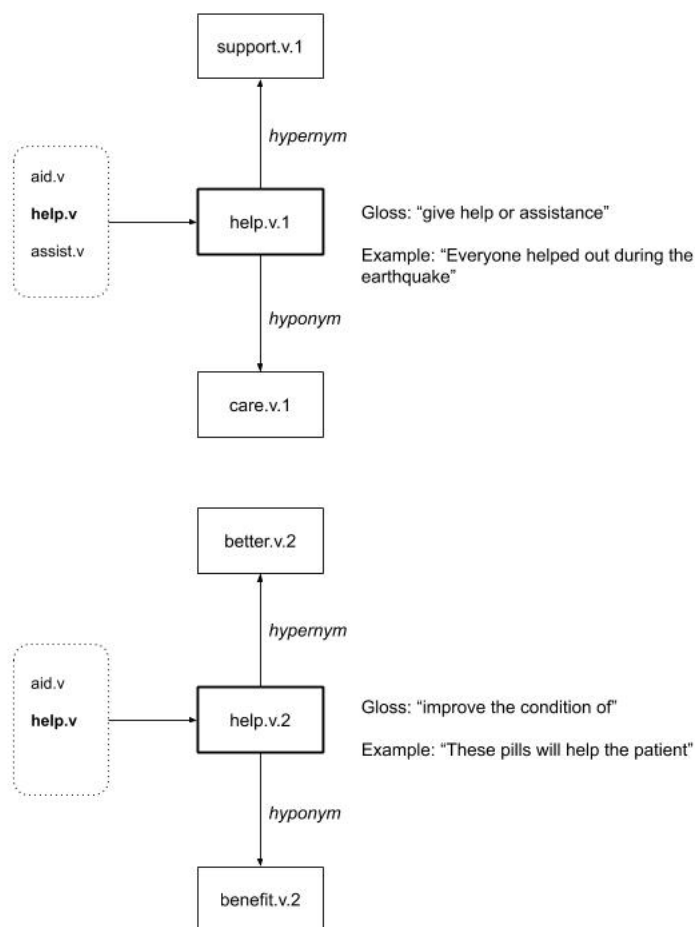 support.v.1
hypernym
aid.v
help.v
assist.v
help.v.1
Gloss: “give help or assistance”
Example: “Everyone helped out during the
earthquake”
hyponym
care.v.1
better.v.2
hypernym
aid.v
help.v
help.v.2
Gloss: “improve the condition of”
Example: “These pills will help the patient”
hyponym
benefit.v.2